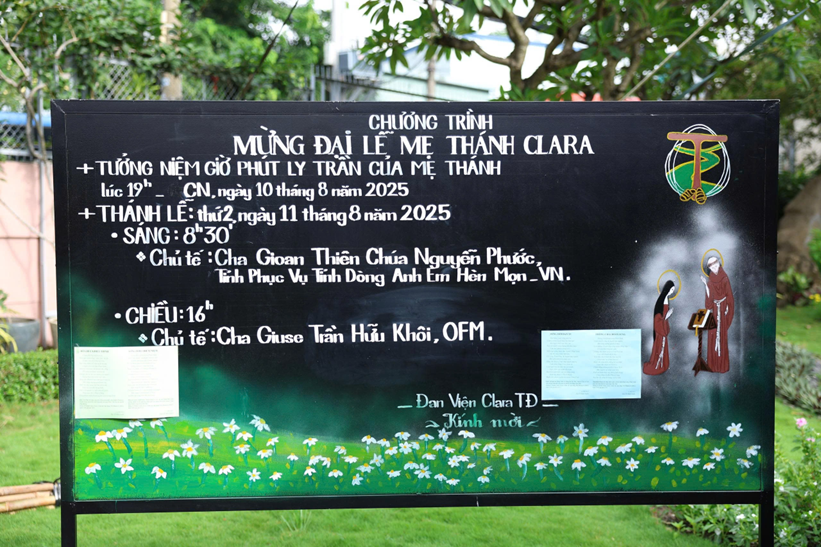 CHƯƠNG TRÌNH
MỪNG ĐẠI LỄ MẸ THÁNH CLARA
+ TƯỞNG NIỆM GIỜ PHÚT LY TRẦN CỦA MẸ THÁNH
lúc 19h _ CN, ngày 10 tháng 8 năm 2025
+ THÁNH LỄ: thứ 2, ngày 11 tháng 8 năm 2025
• SÁNG: 8h30'
❖ Chủ tế: Cha Gioan Thiên Chúa Nguyễn Phước,
Tỉnh Phục Vụ Tỉnh Dòng Anh Em Hèn Mọn _ VN.
• CHIỀU: 16h
❖ Chủ tế: Cha Giuse Trần Hữu Khôi, OFM.
_ Đan Viện Clara TĐ _
~ Kính mời ~